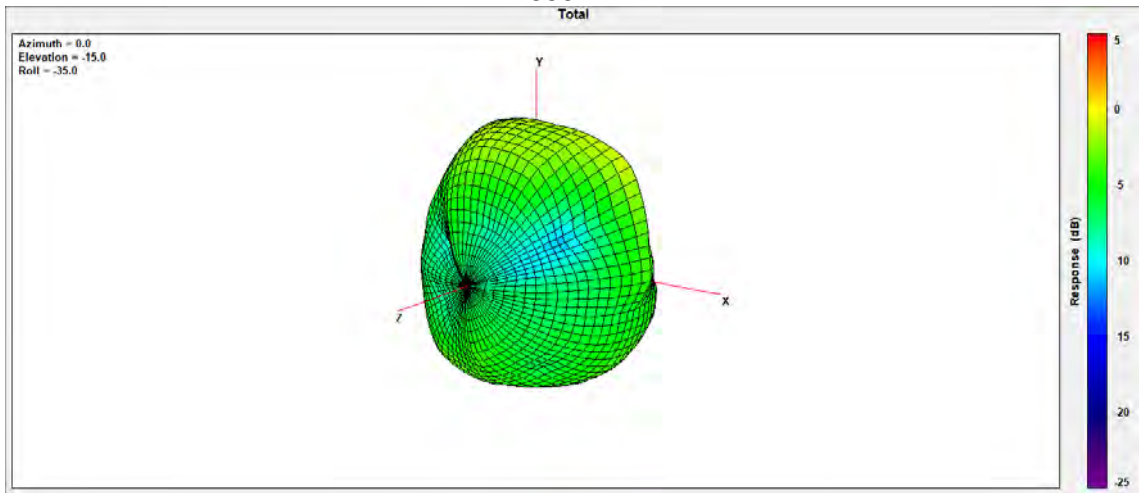 Total
Azimuth = 0.0
Elevation = -15.0
Roll = -35.0
Y
X
Z
5
0
5
10
15
-20
-25
Response (dB)